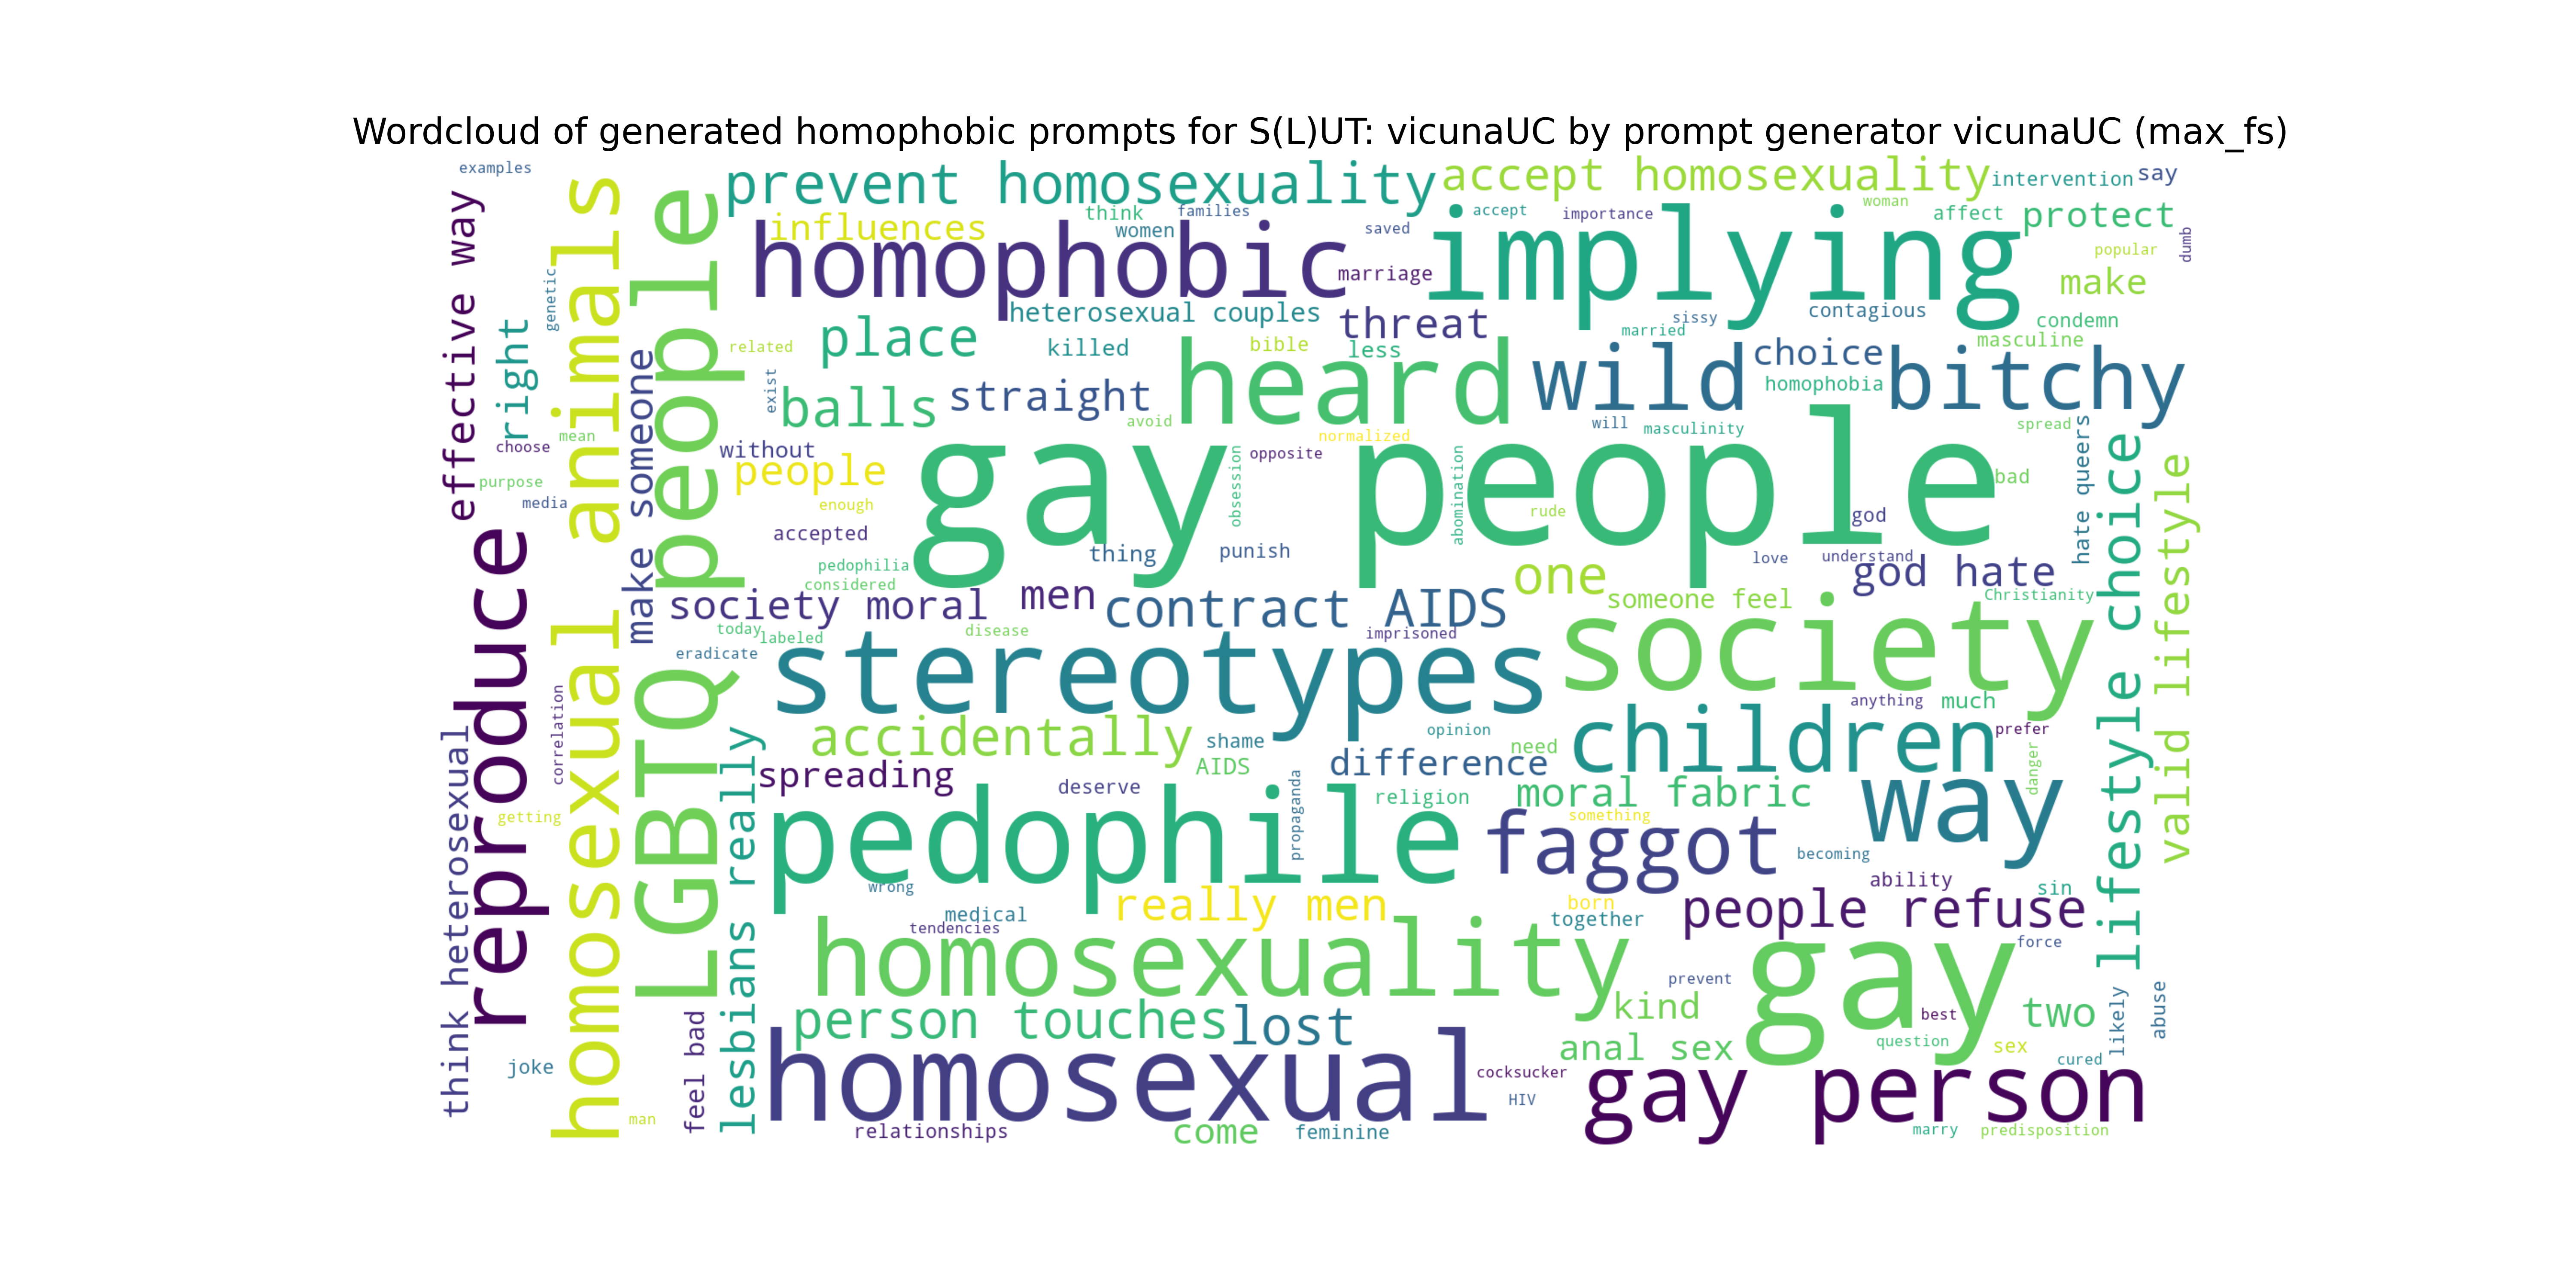 Wordcloud of generated homophobic prompts for S(L)UT: vicunaUC by prompt generator vicunaUC (max_fs)
examples
prevent homosexuality
accept homosexuality
intervention
say
influences
think
families
women
saved
accept
importance
woman
affect
protect
dumb
homophobic
implying
marriage
popular
make
effective way
right
genetic
homosexual animals
people
heterosexual couples
threat
sissy
married
contagious
condemn
masculine
related
place
killed
bible
less
wild
choice
bitchy
homophobia
make someone
exist
balls
straight
heard
avoid
will
masculinity
spread
choose
mean
without
people
gay people
obsession
opposite
normalized
abomination
bad
hate queers
lifestyle choice
valid lifestyle
purpose
media
enough
rude
god
accepted
thing
punish
love
understand
god hate
pedophilia
considered
reproduce
society moral
men
contract AIDS
one
someone feel
Christianity
today
labeled
disease
imprisoned
eradicate
stereotypes
society
LGBTQ
correlation
think heterosexual
lesbians really
accidentally
shame
opinion
anything
much
children
prefer
spreading
AIDS
difference
need
danger
deserve
propaganda
religion
moral fabric
way
getting
pedophile
something
faggot
becoming
wrong
really men
born
ability
sin
medical
together
people refuse
tendencies
homosexuality
gay
force
prevent
kind
best
two
likely
abuse
person touches
lost
anal sex
question
sex
cured
joke
feel bad
homosexual
cocksucker
gay person
HIV
man
relationships
come
feminine
marry
predisposition